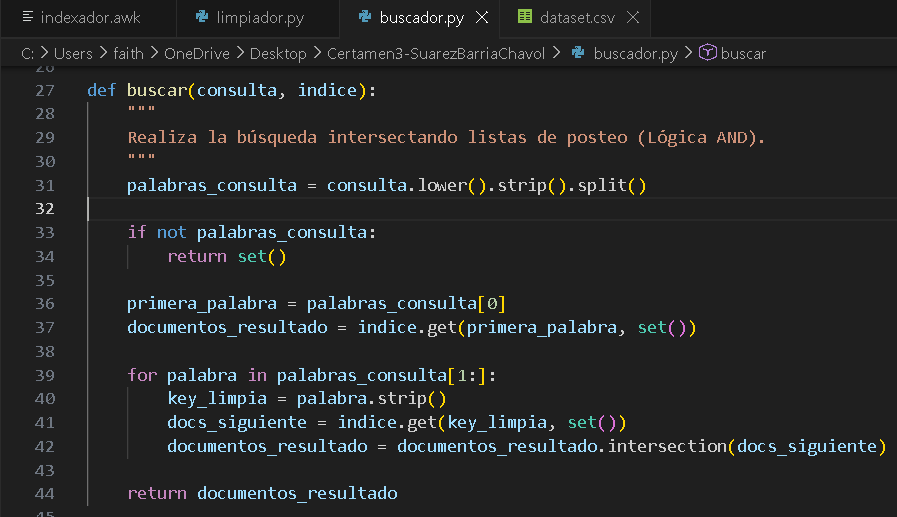 indexador.awk limpiador.py buscador.py dataset.csv
C: > Users > faith > OneDrive > Desktop > Certamen3-SuarezBarriaChavol > buscador.py > buscar
26
27 def buscar(consulta, indice):
28 """
29 Realiza la búsqueda intersectando listas de posteo (Lógica AND).
30 """
31 palabras_consulta = consulta.lower().strip().split()
32
33 if not palabras_consulta:
34 return set()
35
36 primera_palabra = palabras_consulta[0]
37 documentos_resultado = indice.get(primera_palabra, set())
38
39 for palabra in palabras_consulta[1:]:
40 key_limpia = palabra.strip()
41 docs_siguiente = indice.get(key_limpia, set())
42 documentos_resultado = documentos_resultado.intersection(docs_siguiente)
43
44 return documentos_resultado
45